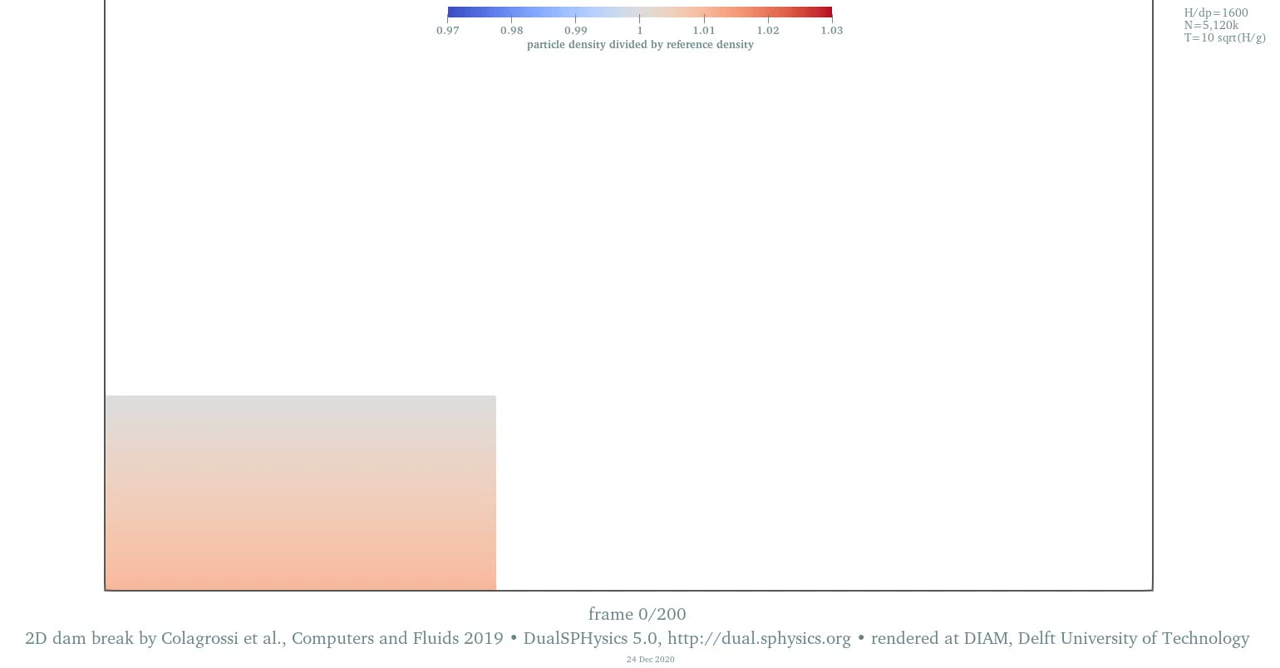 0.97 0.98 0.99 1 1.01 1.02 1.03
particle density divided by reference density
H/dp=1600
N=5,120k
T=10 sqrt(H/g)
frame 0/200
2D dam break by Colagrossi et al., Computers and Fluids 2019 • DualSPHysics 5.0, http://dual.sphysics.org • rendered at DIAM, Delft University of Technology
24 Dec 2020